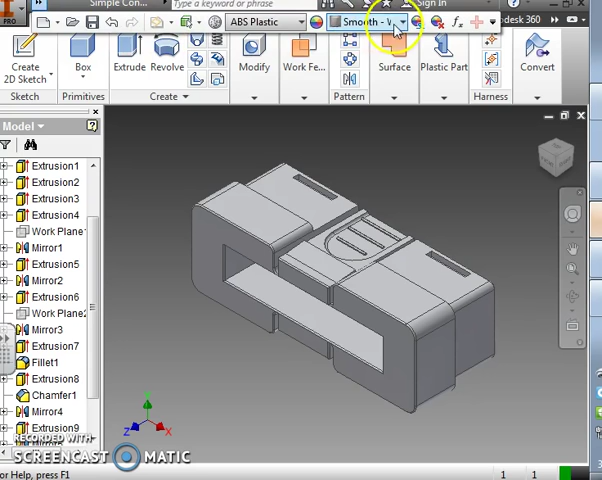 Simple Con...
Type a keyword or phrase
Sign In
PRO
ABS Plastic
Smooth - W
fx
desk 360
Create
2D Sketch
Box
Extrude
Revolve
Modify
Work Fe...
Surface
Plastic Part
Convert
Sketch
Primitives
Create
Pattern
Harness
Model
Extrusion1
Extrusion2
Extrusion3
Extrusion4
Work Plane
Mirror1
Extrusion5
Mirror2
Extrusion6
Work Plane2
Mirror3
Extrusion7
Fillet1
Extrusion8
Chamfer1
Mirror4
Extrusion9
Z
Y
X
RECORDED WITH
SCREENCAST MATIC
or Help, press F1
1 1